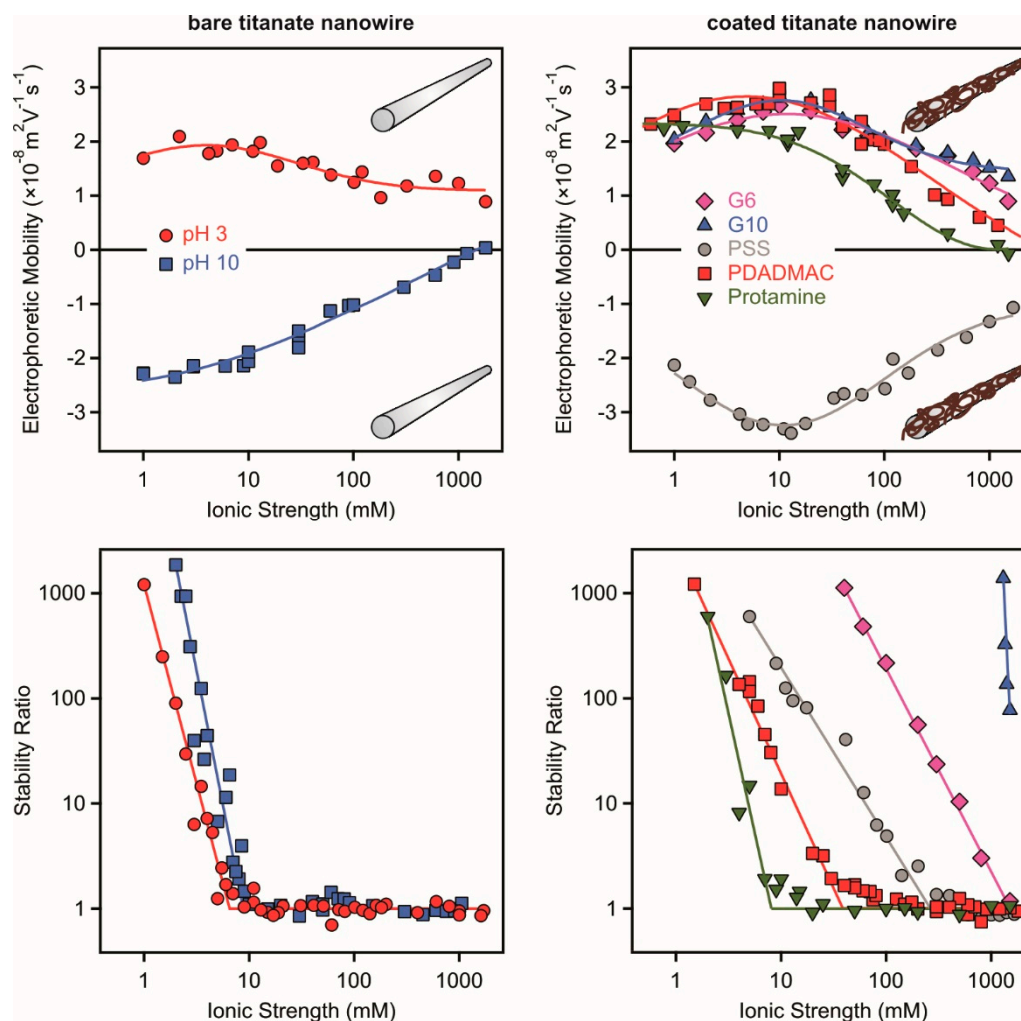 bare titanate nanowire
Electrophoretic Mobility (×10⁻⁸ m² V⁻¹ s⁻¹)
3
2
1
0
-1
-2
-3
pH 3
pH 10
1
10
100
1000
Ionic Strength (mM)
coated titanate nanowire
Electrophoretic Mobility (×10⁻⁸ m² V⁻¹ s⁻¹)
3
2
1
0
-1
-2
-3
G6
G10
PSS
PDADMAC
Protamine
1
10
100
1000
Ionic Strength (mM)
Stability Ratio
1000
100
10
1
1
10
100
1000
Ionic Strength (mM)
Stability Ratio
1000
100
10
1
1
10
100
1000
Ionic Strength (mM)